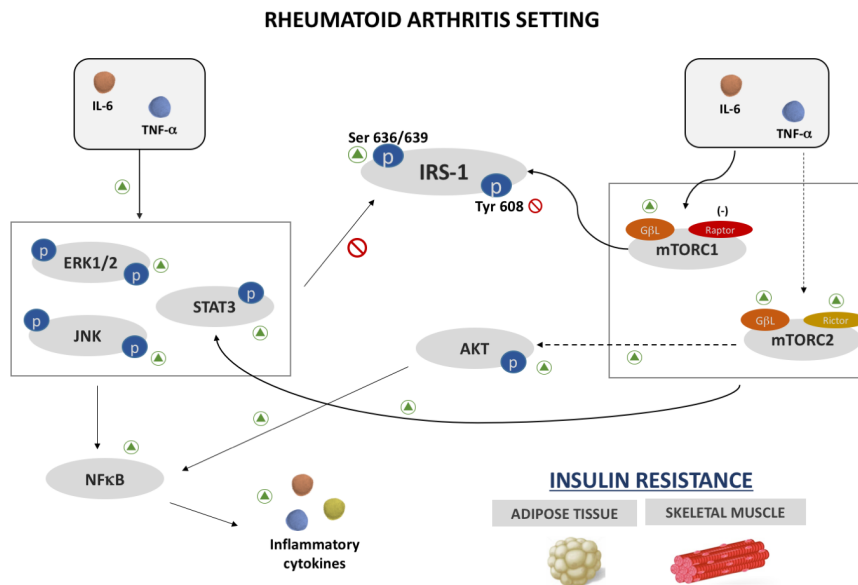 RHEUMATOID ARTHRITIS SETTING
IL-6
TNF-α
IL-6
TNF-α
Ser 636/639
p
IRS-1
p
Tyr 608
(-)
GβL
Raptor
mTORC1
p
ERK1/2
p
p
STAT3
p
JNK
p
GβL
Rictor
mTORC2
AKT
p
NFκB
Inflammatory
cytokines
INSULIN RESISTANCE
ADIPOSE TISSUE
SKELETAL MUSCLE